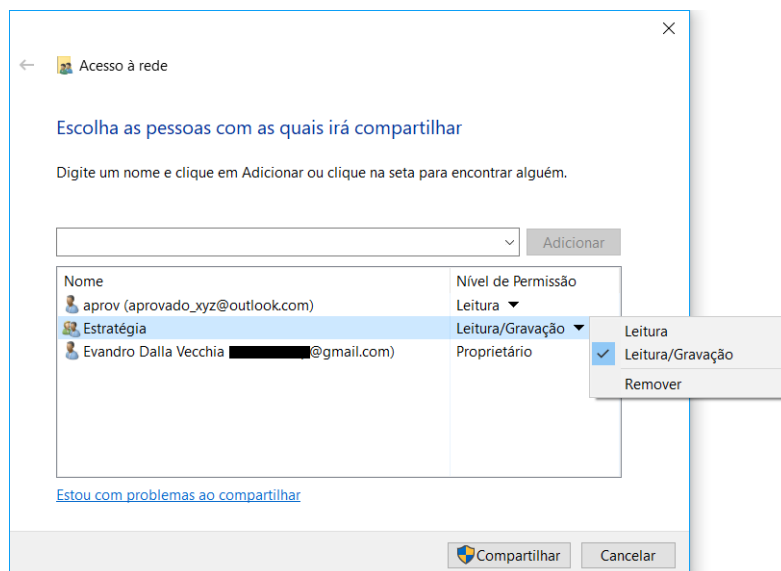 Acesso à rede
Escolha as pessoas com as quais irá compartilhar
Digite um nome e clique em Adicionar ou clique na seta para encontrar alguém.
Adicionar
Nome Nível de Permissão
aprov (aprovado_xyz@outlook.com) Leitura
Estratégia Leitura/Gravação
Evandro Dalla Vecchia @gmail.com) Proprietário
Leitura
Leitura/Gravação
Remover
Estou com problemas ao compartilhar
Compartilhar Cancelar